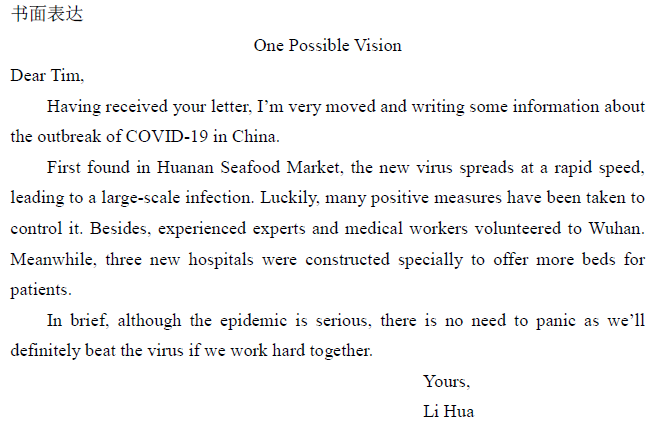 书面表达
One Possible Vision
Dear Tim,
Having received your letter, I’m very moved and writing some information about
the outbreak of COVID-19 in China.
First found in Huanan Seafood Market, the new virus spreads at a rapid speed,
leading to a large-scale infection. Luckily, many positive measures have been taken to
control it. Besides, experienced experts and medical workers volunteered to Wuhan.
Meanwhile, three new hospitals were constructed specially to offer more beds for
patients.
In brief, although the epidemic is serious, there is no need to panic as we’ll
definitely beat the virus if we work hard together.
Yours,
Li Hua